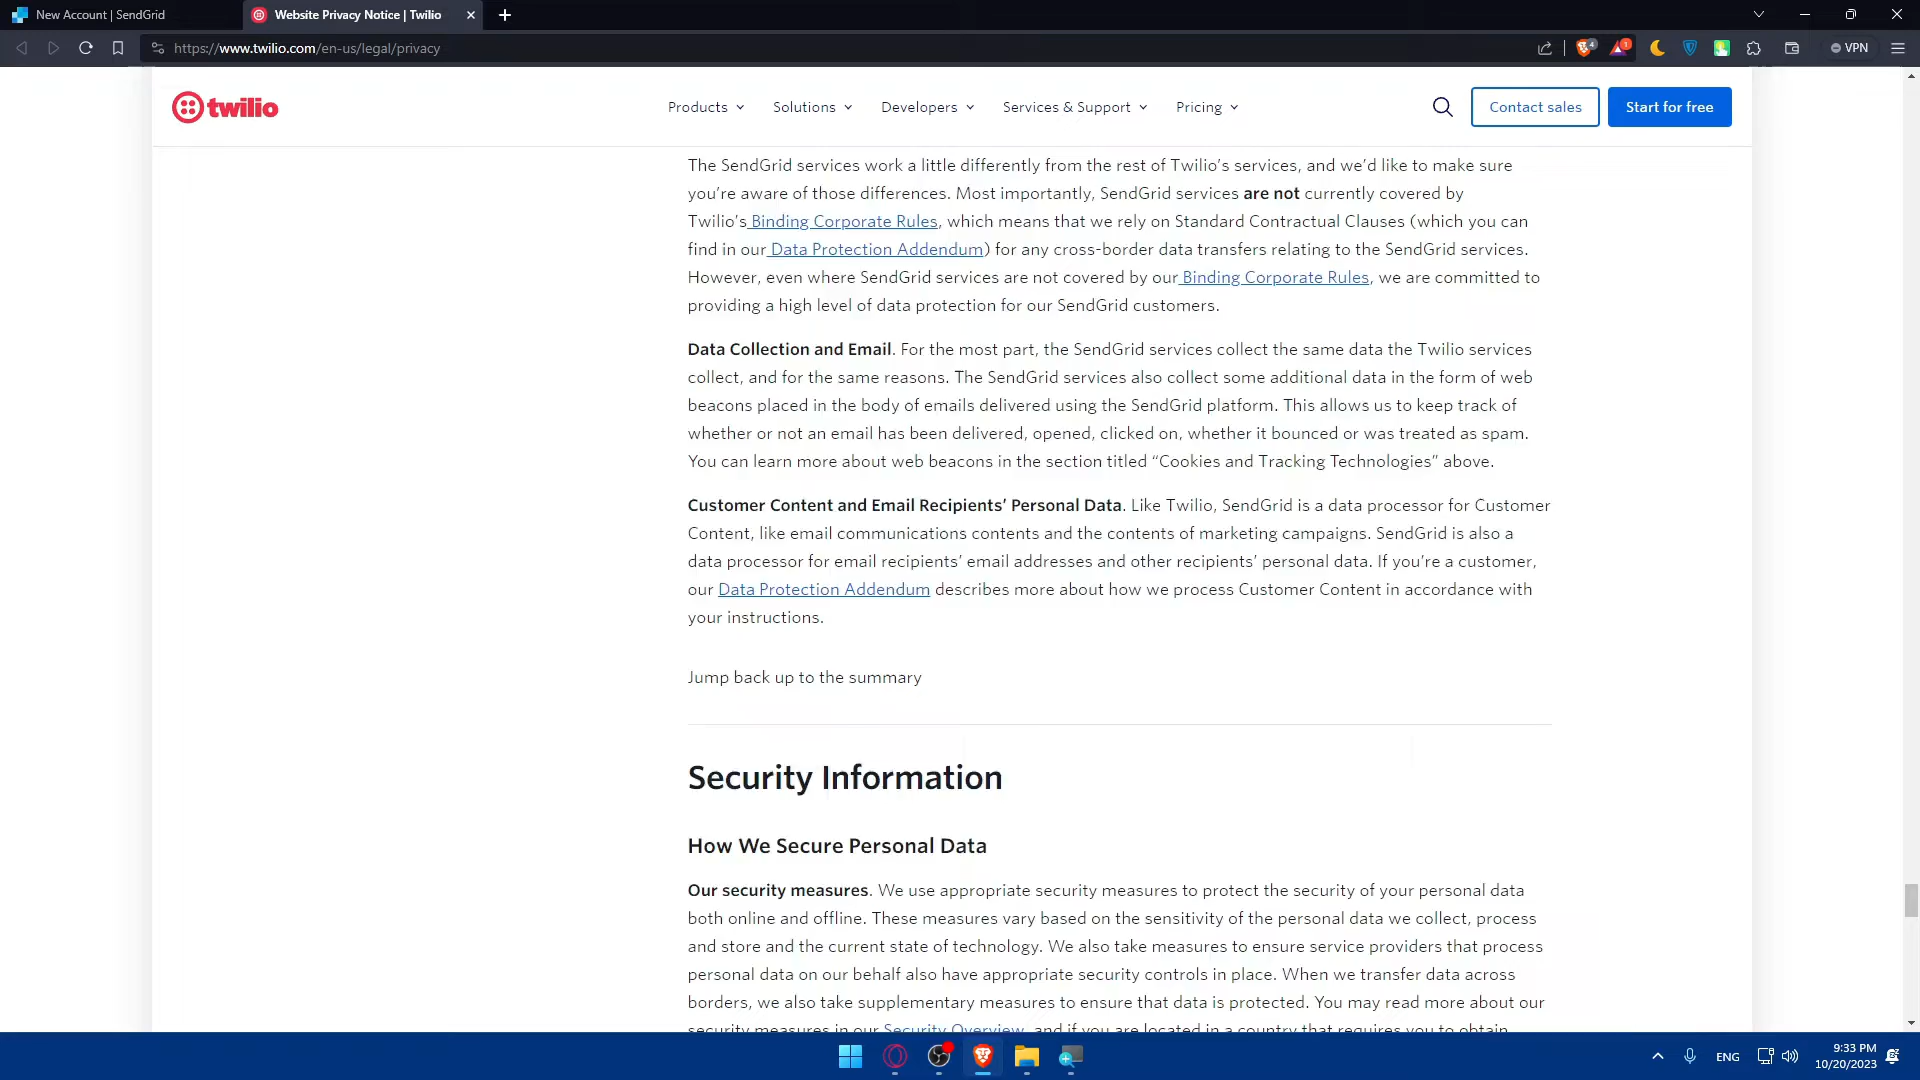 New Account | SendGrid
Website Privacy Notice | Twilio
https://www.twilio.com/en-us/legal/privacy
4
1
VPN
twilio
Products
Solutions
Developers
Services & Support
Pricing
Contact sales
Start for free
The SendGrid services work a little differently from the rest of Twilio’s services, and we’d like to make sure
you’re aware of those differences. Most importantly, SendGrid services are not currently covered by
Twilio’s Binding Corporate Rules, which means that we rely on Standard Contractual Clauses (which you can
find in our Data Protection Addendum) for any cross-border data transfers relating to the SendGrid services.
However, even where SendGrid services are not covered by our Binding Corporate Rules, we are committed to
providing a high level of data protection for our SendGrid customers.
Data Collection and Email. For the most part, the SendGrid services collect the same data the Twilio services
collect, and for the same reasons. The SendGrid services also collect some additional data in the form of web
beacons placed in the body of emails delivered using the SendGrid platform. This allows us to keep track of
whether or not an email has been delivered, opened, clicked on, whether it bounced or was treated as spam.
You can learn more about web beacons in the section titled “Cookies and Tracking Technologies” above.
Customer Content and Email Recipients’ Personal Data. Like Twilio, SendGrid is a data processor for Customer
Content, like email communications contents and the contents of marketing campaigns. SendGrid is also a
data processor for email recipients’ email addresses and other recipients’ personal data. If you’re a customer,
our Data Protection Addendum describes more about how we process Customer Content in accordance with
your instructions.
Jump back up to the summary
Security Information
How We Secure Personal Data
Our security measures. We use appropriate security measures to protect the security of your personal data
both online and offline. These measures vary based on the sensitivity of the personal data we collect, process
and store and the current state of technology. We also take measures to ensure service providers that process
personal data on our behalf also have appropriate security controls in place. When we transfer data across
borders, we also take supplementary measures to ensure that data is protected. You may read more about our
security measures in our Security Overview, and if you are located in a country that requires you to obtain
ENG
9:33 PM
10/20/2023